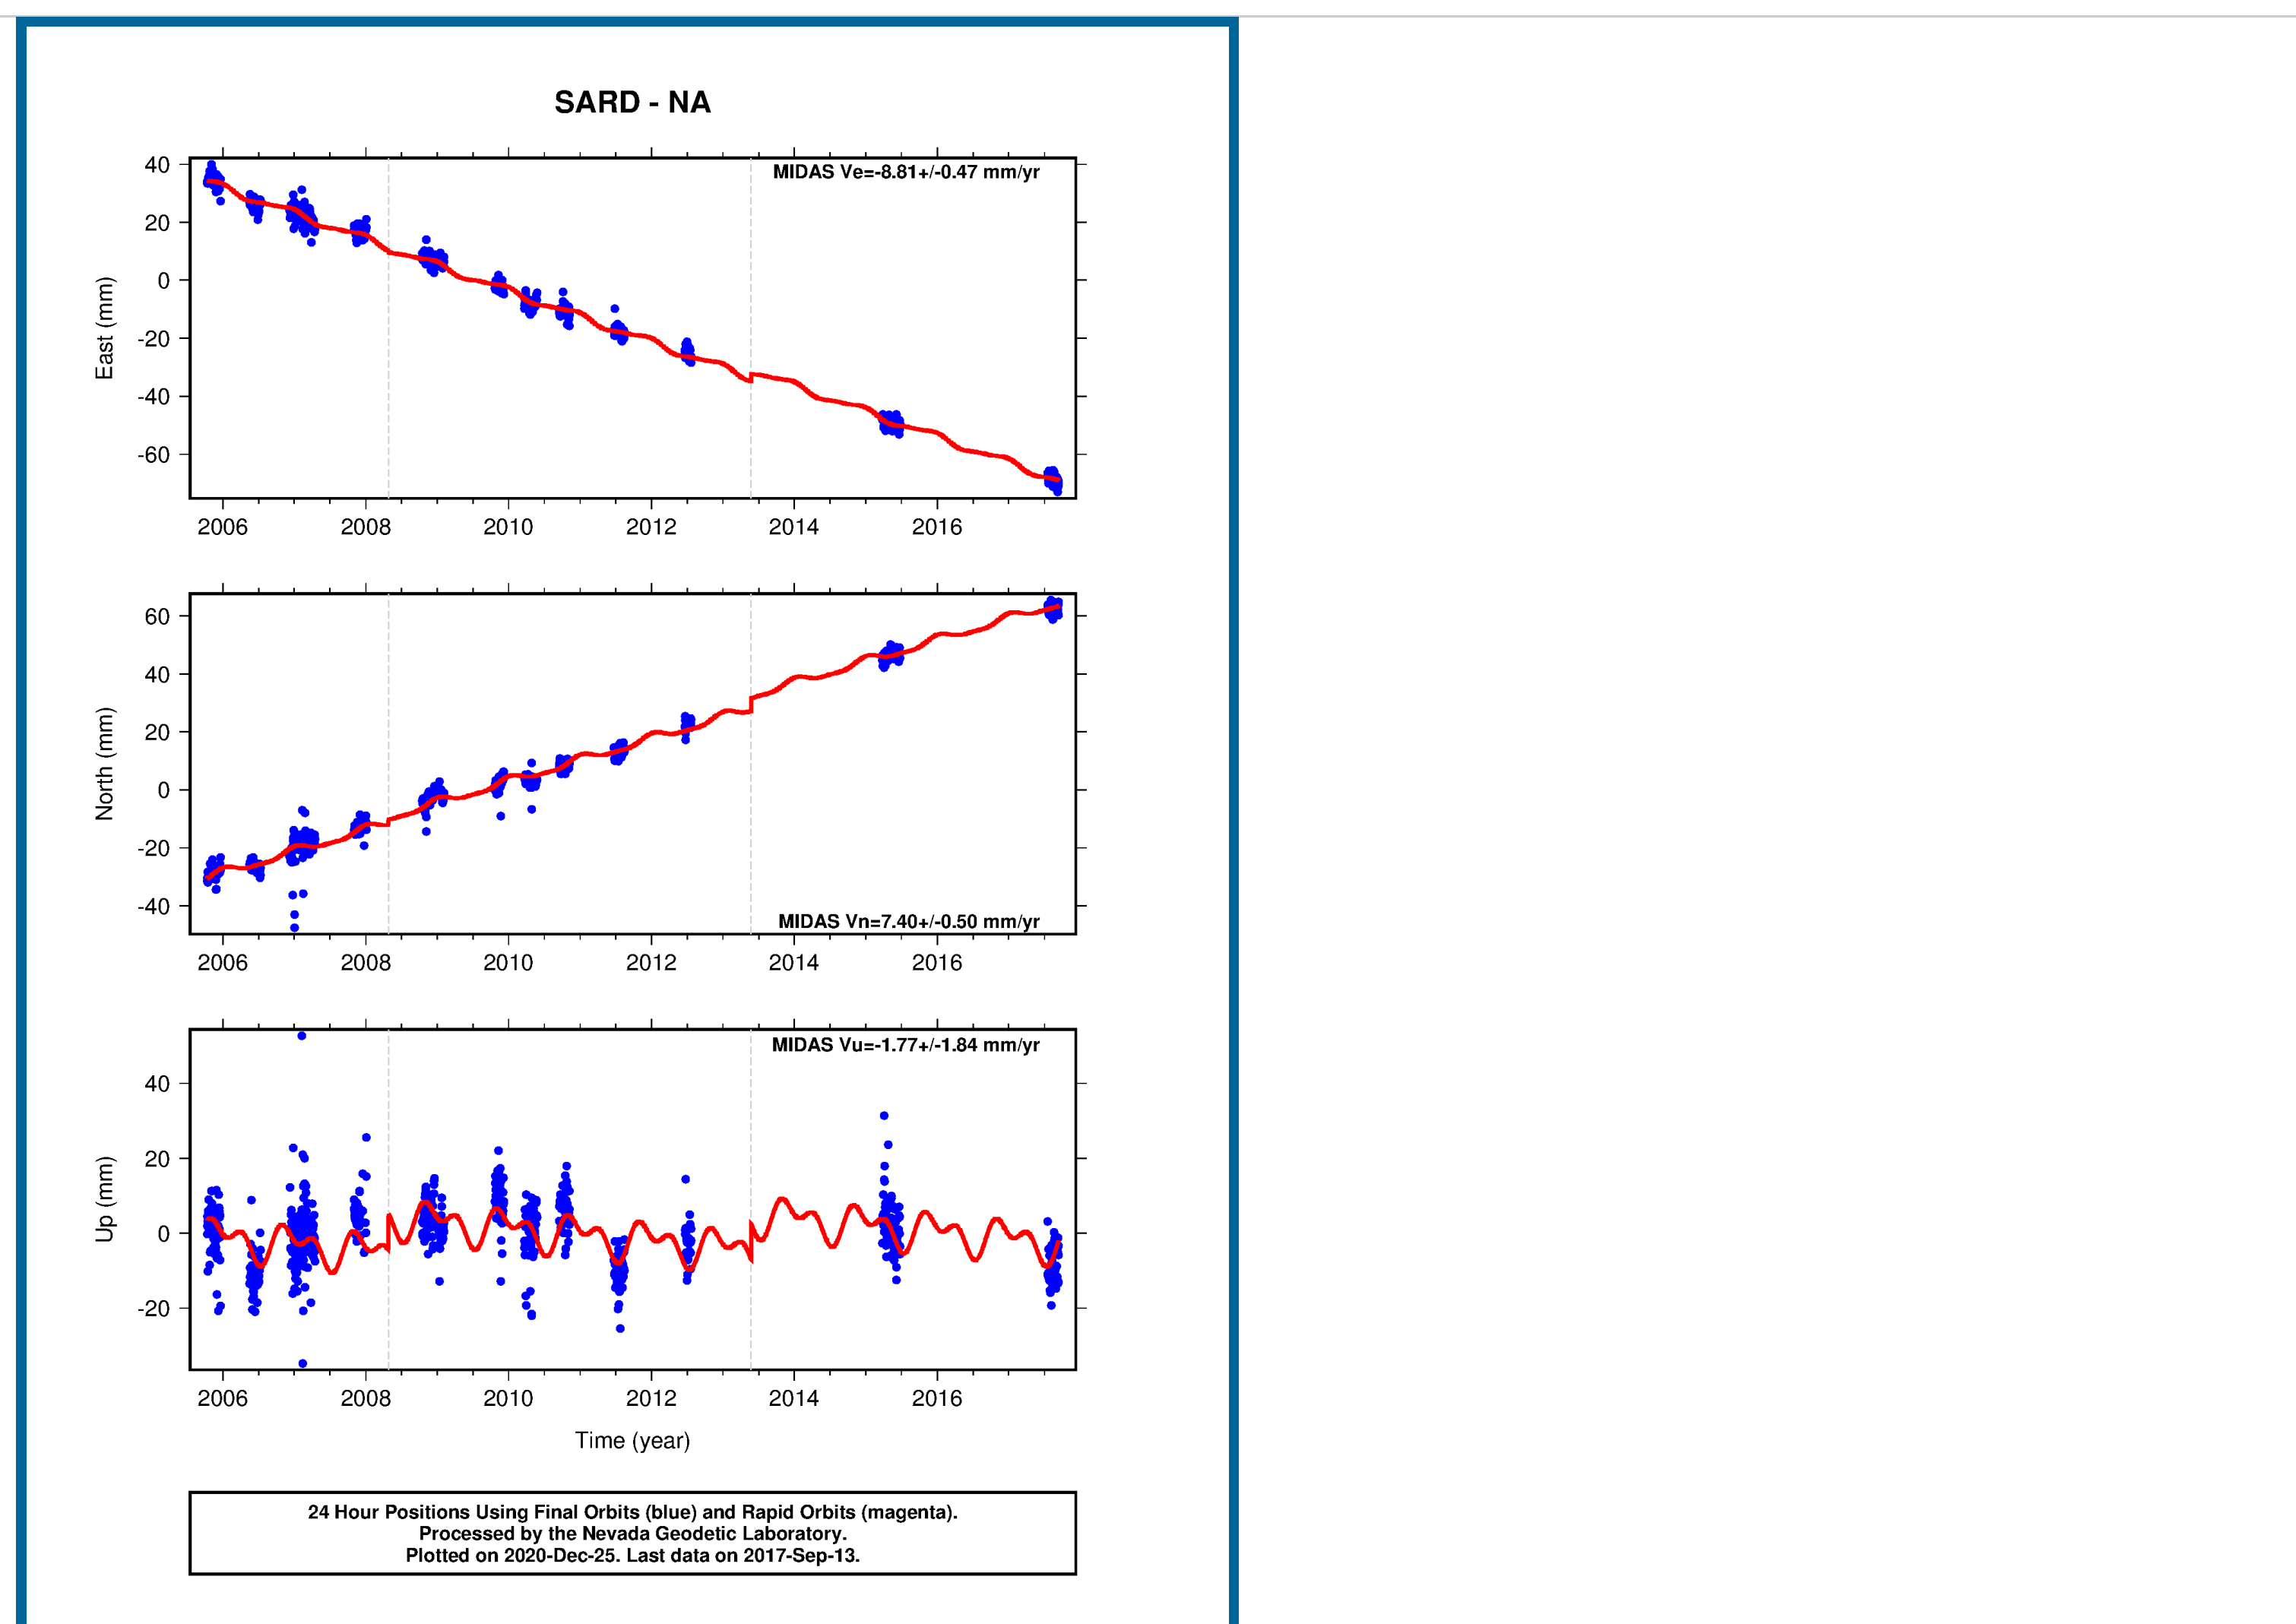 SARD - NA
MIDAS Ve=-8.81+/-0.47 mm/yr
East (mm)
40
20
0
-20
-40
-60
2006 2008 2010 2012 2014 2016
North (mm)
60
40
20
0
-20
-40
MIDAS Vn=7.40+/-0.50 mm/yr
2006 2008 2010 2012 2014 2016
MIDAS Vu=-1.77+/-1.84 mm/yr
Up (mm)
40
20
0
-20
2006 2008 2010 2012 2014 2016
Time (year)
24 Hour Positions Using Final Orbits (blue) and Rapid Orbits (magenta).
Processed by the Nevada Geodetic Laboratory.
Plotted on 2020-Dec-25. Last data on 2017-Sep-13.